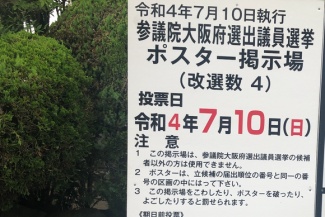 令和4年7月10日執行
参議院大阪府選出議員選挙
ポスター掲示場
（改選数 4）
投票日
令和4年7月10日(日)
注意
1 この掲示場は、参議院大阪府選出議員選挙の候補
者以外の方は使用できません。
2 ポスターは、立候補の届出順位の番号と同一の番
号の区画の中にはって下さい。
3 この掲示場をこわしたり、ポスターを破ったり、
よごしたりすると罰せられます。
《期日前投票》